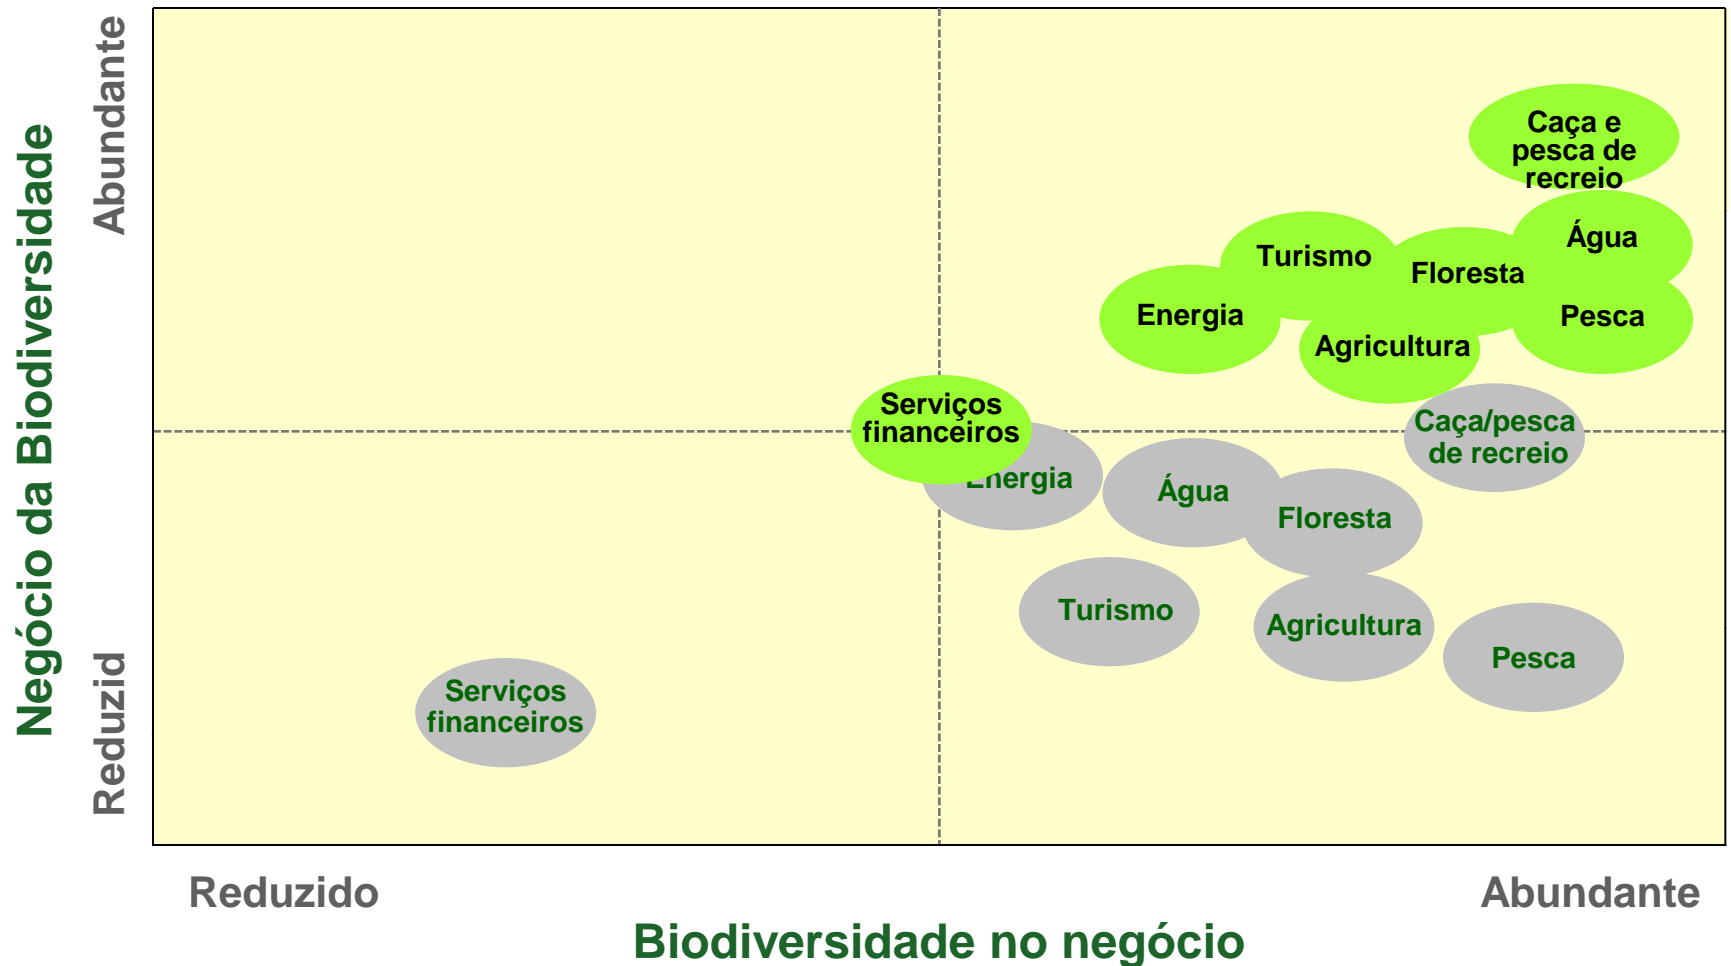 Negócio da Biodiversidade
Abundante
Reduzid
Caça e
pesca de
recreio
Água
Turismo
Floresta
Energia
Pesca
Agricultura
Serviços
financeiros
Caça/pesca
de recreio
Energia
Água
Floresta
Turismo
Agricultura
Pesca
Serviços
financeiros
Reduzido
Abundante
Biodiversidade no negócio